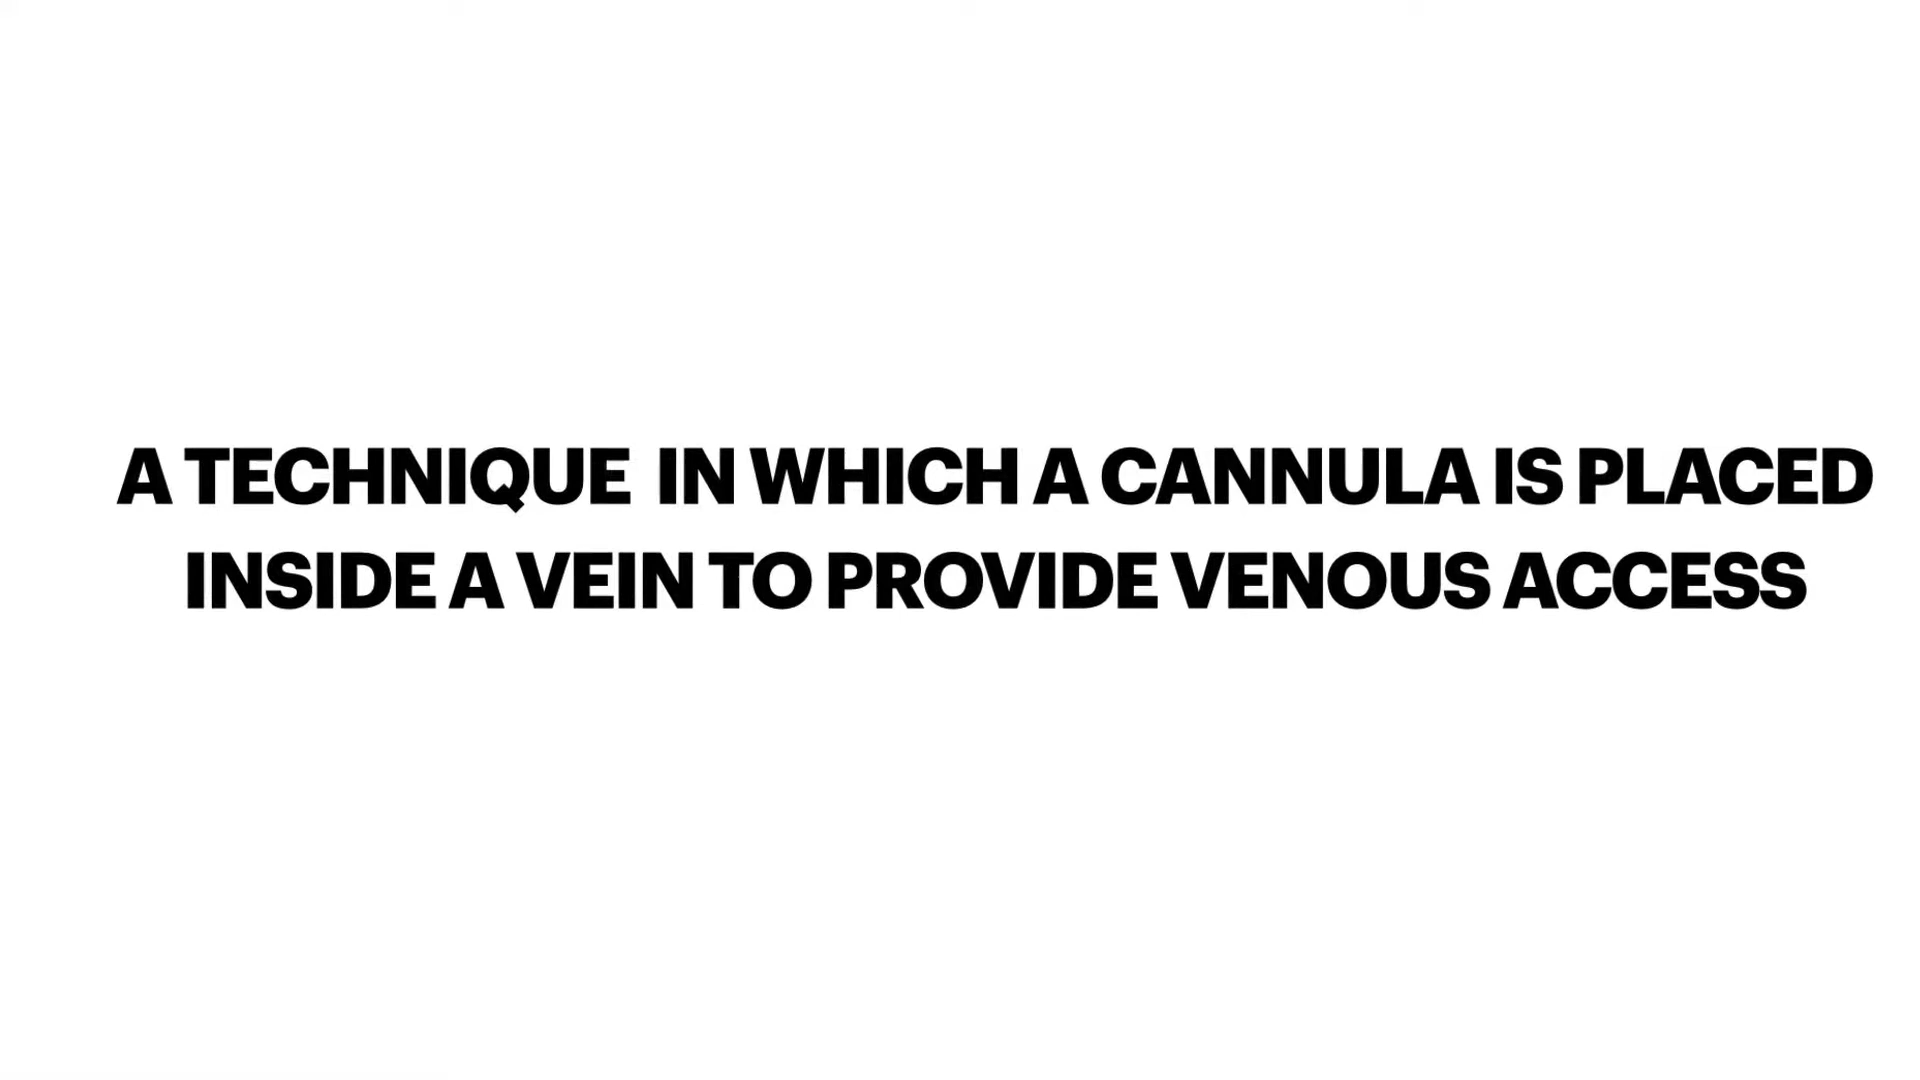 A TECHNIQUE IN WHICH A CANNULA IS PLACED
INSIDE A VEIN TO PROVIDE VENOUS ACCESS